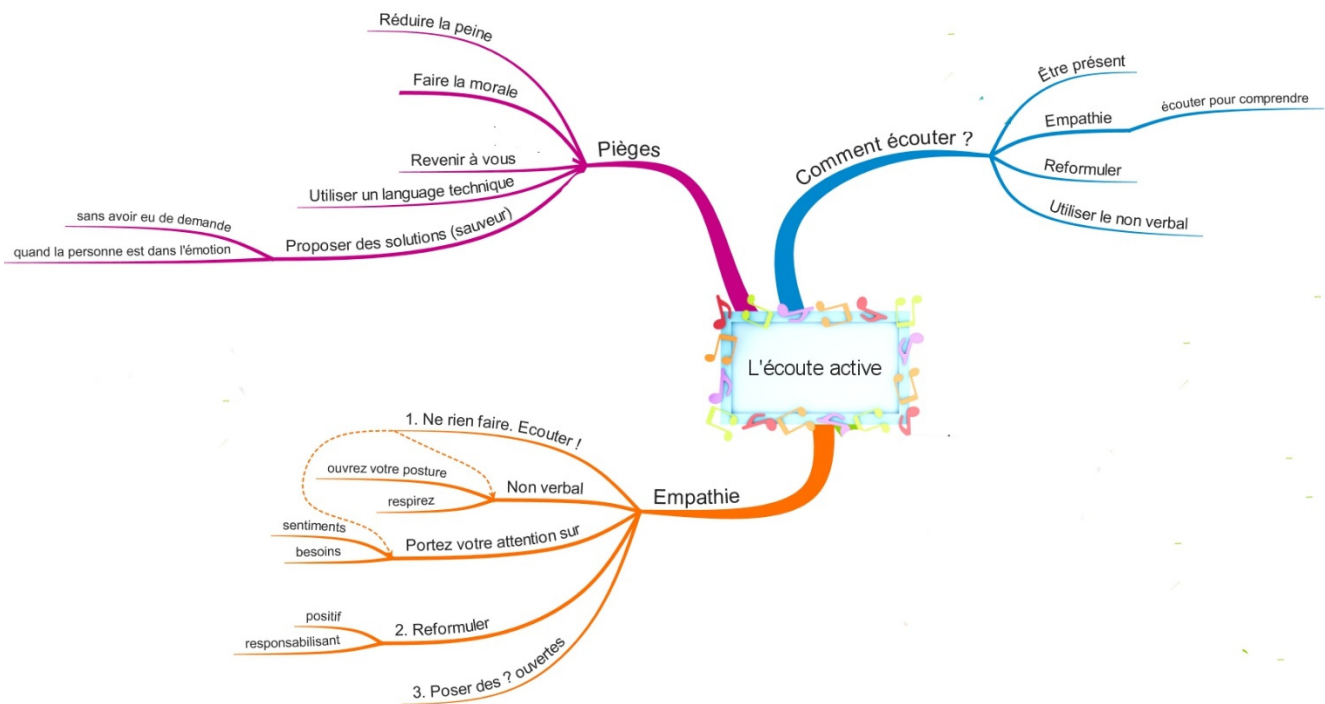 L'écoute active
Comment écouter ?
Être présent
Empathie
écouter pour comprendre
Reformuler
Utiliser le non verbal
Pièges
Réduire la peine
Faire la morale
Revenir à vous
Utiliser un language technique
Proposer des solutions (sauveur)
sans avoir eu de demande
quand la personne est dans l'émotion
Empathie
1. Ne rien faire. Ecouter !
Non verbal
ouvrez votre posture
respirez
Portez votre attention sur
sentiments
besoins
2. Reformuler
positif
responsabilisant
3. Poser des ? ouvertes